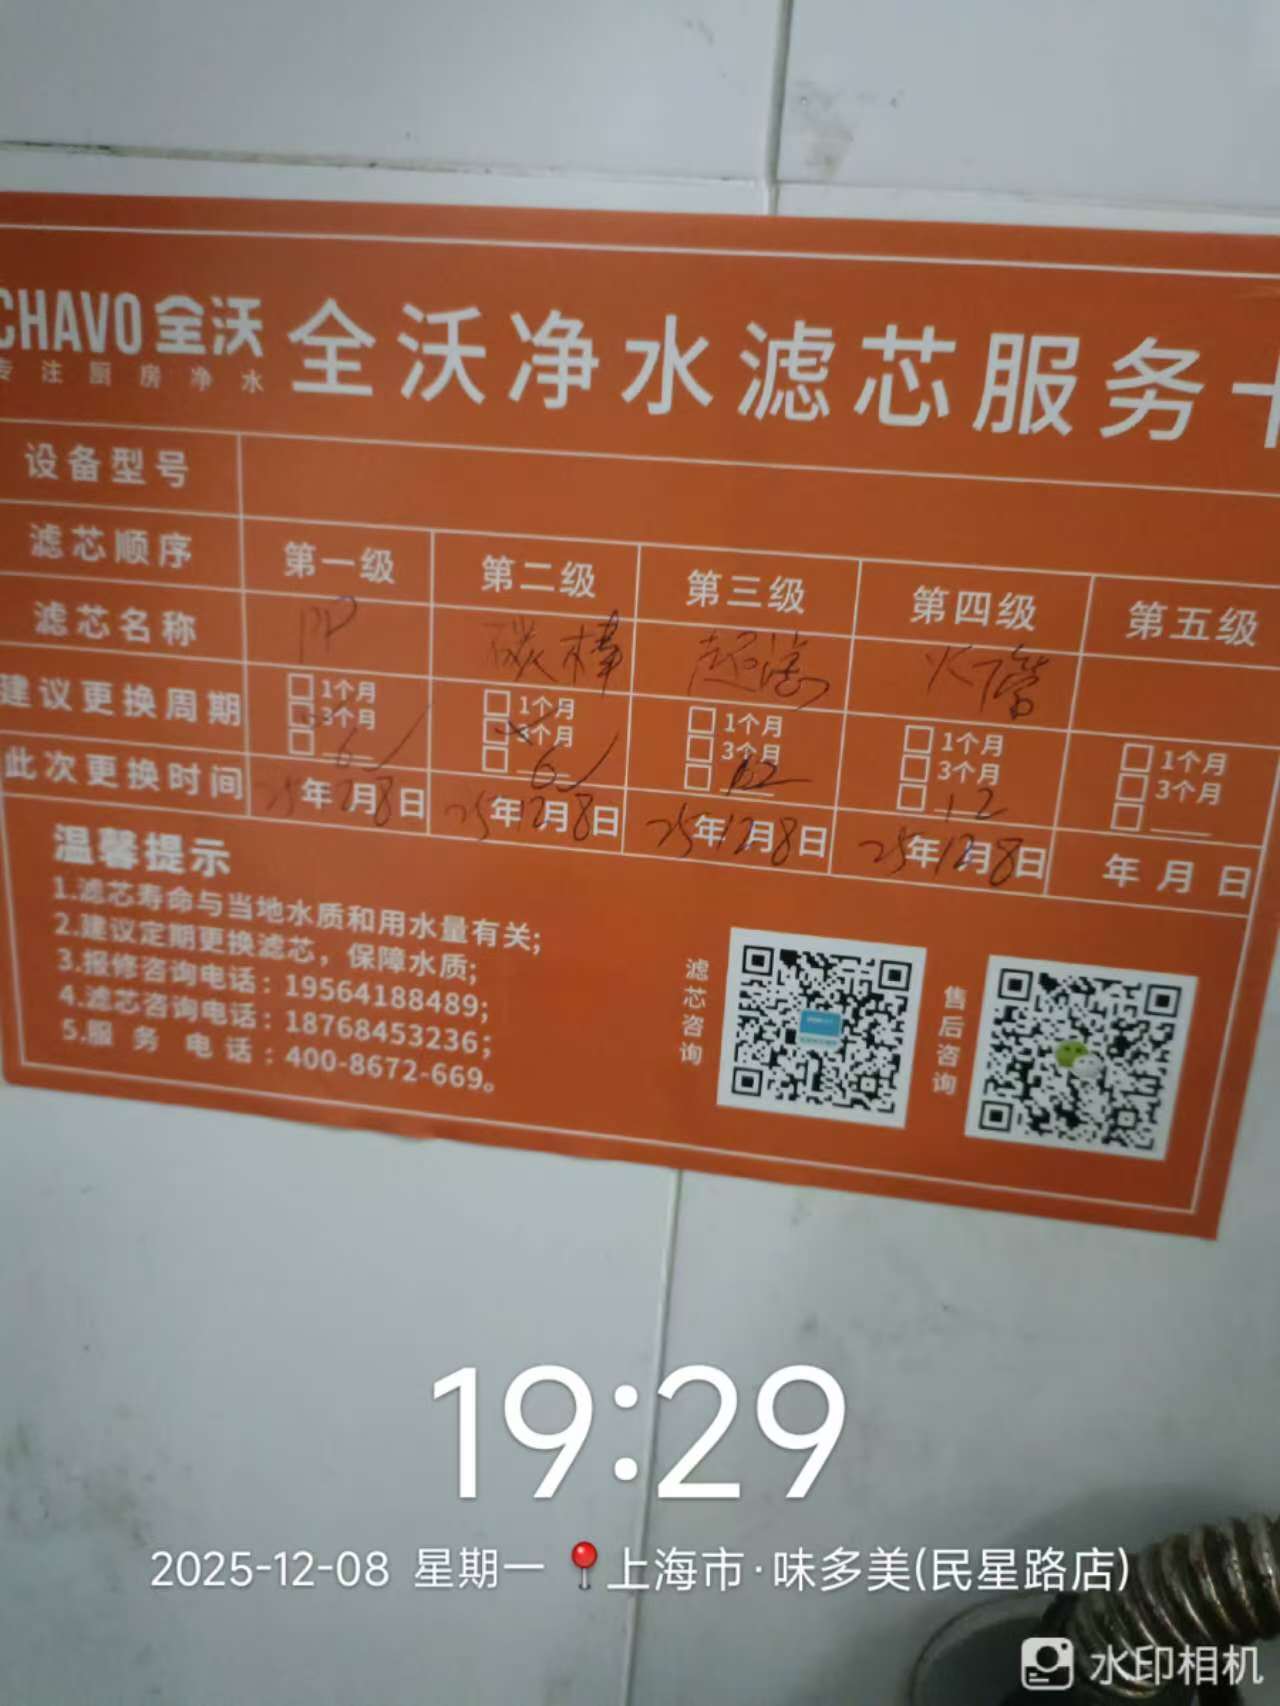 CHAVO 全沃
专注厨房净水
全沃净水滤芯服务
设备型号
滤芯顺序 第一级 第二级 第三级 第四级 第五级
滤芯名称 PP 碳棒 超滤
建议更换周期 □1个月 □1个月 □1个月 □1个月 □1个月
□3个月 □3个月 □3个月 □3个月 □3个月
□ 6 □ 6 □ 12 □ 12 □
此次更换时间 25年12月8日 25年12月8日 25年12月8日 25年12月8日 年 月 日
温馨提示
1.滤芯寿命与当地水质和用水量有关;
2.建议定期更换滤芯，保障水质;
3.报修咨询电话：19564188489;
4.滤芯咨询电话：18768453236;
5.服务电话：400-8672-669。
滤芯咨询
售后咨询
19:29
2025-12-08 星期一 上海市·味多美(民星路店)
水印相机